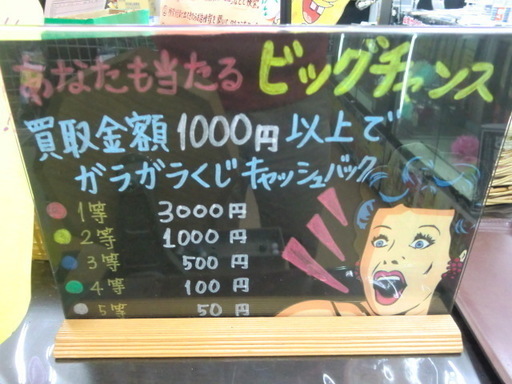 あなたも当たる ビッグチャンス
買取金額1000円以上で
ガラガラくじキャッシュバック
1等 3000円
2等 1000円
3等 500円
4等 100円
5等 50円